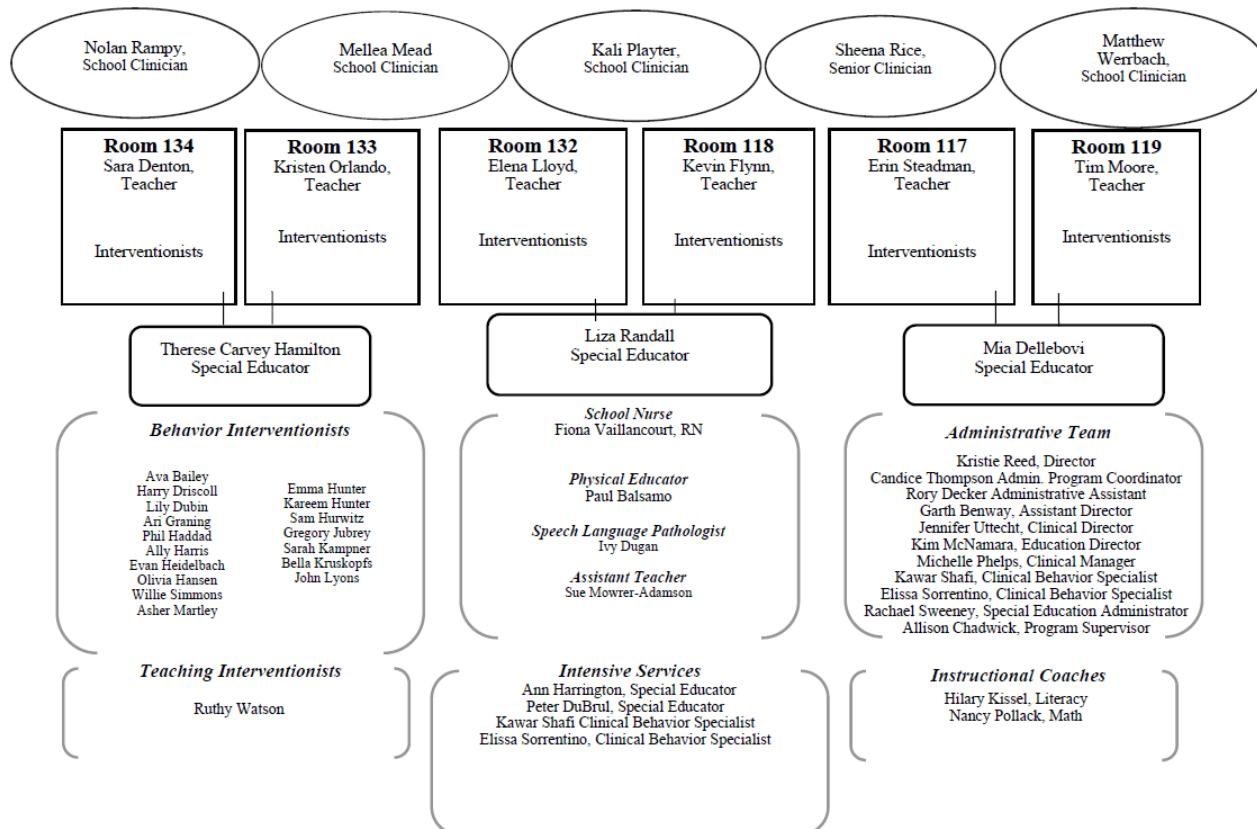 Nolan Rampy,
School Clinician
Mellea Mead
School Clinician
Kali Playter,
School Clinician
Sheena Rice,
Senior Clinician
Matthew
Werrbach,
School Clinician
Room 134
Sara Denton,
Teacher
Interventionists
Room 133
Kristen Orlando,
Teacher
Interventionists
Room 132
Elena Lloyd,
Teacher
Interventionists
Room 118
Kevin Flynn,
Teacher
Interventionists
Room 117
Erin Steadman,
Teacher
Interventionists
Room 119
Tim Moore,
Teacher
Interventionists
Therese Carvey Hamilton
Special Educator
Liza Randall
Special Educator
Mia Dellebovi
Special Educator
Behavior Interventionists
Ava Bailey
Harry Driscoll
Lily Dubin
Ari Graning
Phil Haddad
Ally Harris
Evan Heidelbach
Olivia Hansen
Willie Simmons
Asher Martley
Emma Hunter
Kareem Hunter
Sam Hurwitz
Gregory Jubrey
Sarah Kampner
Bella Kruskopfs
John Lyons
School Nurse
Fiona Vaillancourt, RN
Physical Educator
Paul Balsamo
Speech Language Pathologist
Ivy Dugan
Assistant Teacher
Sue Mowrer-Adamson
Administrative Team
Kristie Reed, Director
Candice Thompson Admin. Program Coordinator
Rory Decker Administrative Assistant
Garth Benway, Assistant Director
Jennifer Uttecht, Clinical Director
Kim McNamara, Education Director
Michelle Phelps, Clinical Manager
Kawar Shafi, Clinical Behavior Specialist
Elissa Sorrentino, Clinical Behavior Specialist
Rachael Sweeney, Special Education Administrator
Allison Chadwick, Program Supervisor
Teaching Interventionists
Ruthy Watson
Intensive Services
Ann Harrington, Special Educator
Peter DuBrul, Special Educator
Kawar Shafi Clinical Behavior Specialist
Elissa Sorrentino, Clinical Behavior Specialist
Instructional Coaches
Hilary Kissel, Literacy
Nancy Pollack, Math